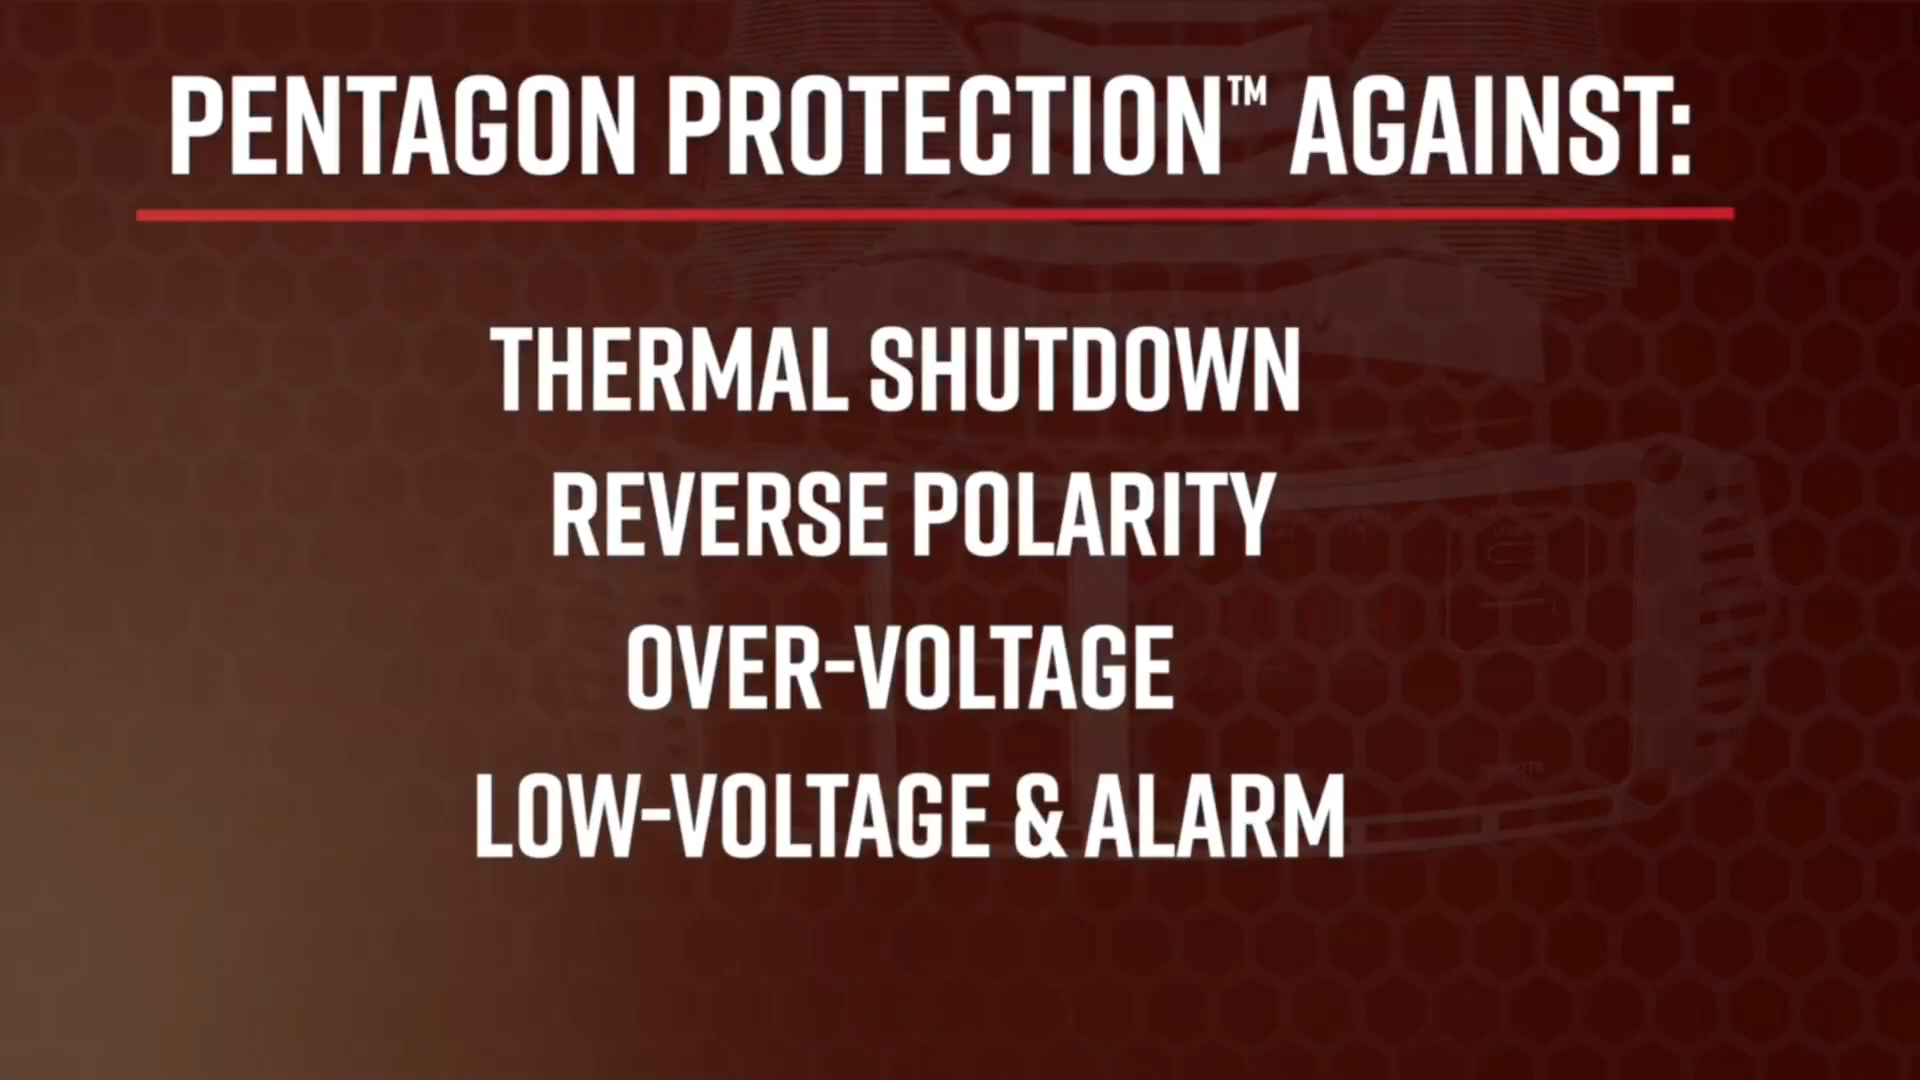 PENTAGON PROTECTION™ AGAINST:
THERMAL SHUTDOWN
REVERSE POLARITY
OVER-VOLTAGE
LOW-VOLTAGE & ALARM